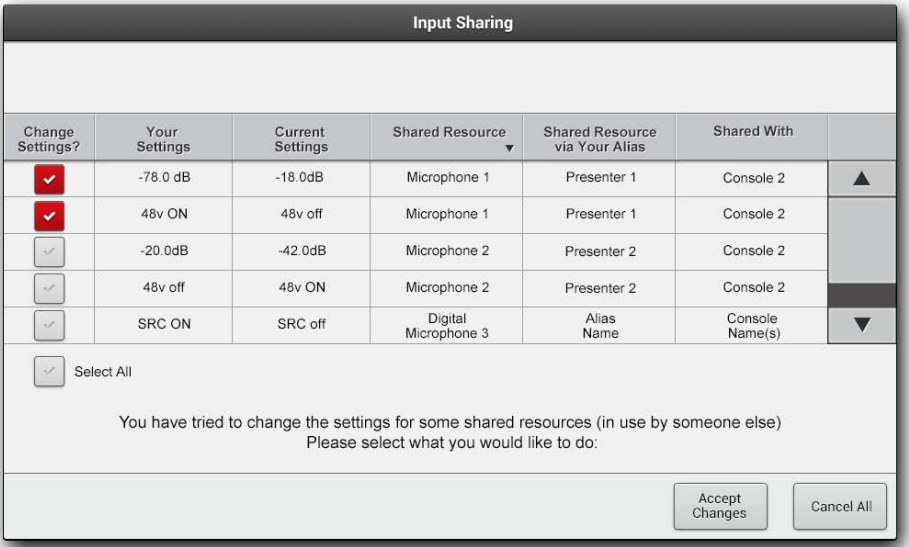 Input Sharing
Change Settings? Your Settings Current Settings Shared Resource Shared Resource via Your Alias Shared With
-78.0 dB -18.0dB Microphone 1 Presenter 1 Console 2
48v ON 48v off Microphone 1 Presenter 1 Console 2
-20.0dB -42.0dB Microphone 2 Presenter 2 Console 2
48v off 48v ON Microphone 2 Presenter 2 Console 2
SRC ON SRC off Digital Microphone 3 Alias Name Console Name(s)
Select All
You have tried to change the settings for some shared resources (in use by someone else)
Please select what you would like to do:
Accept Changes Cancel All